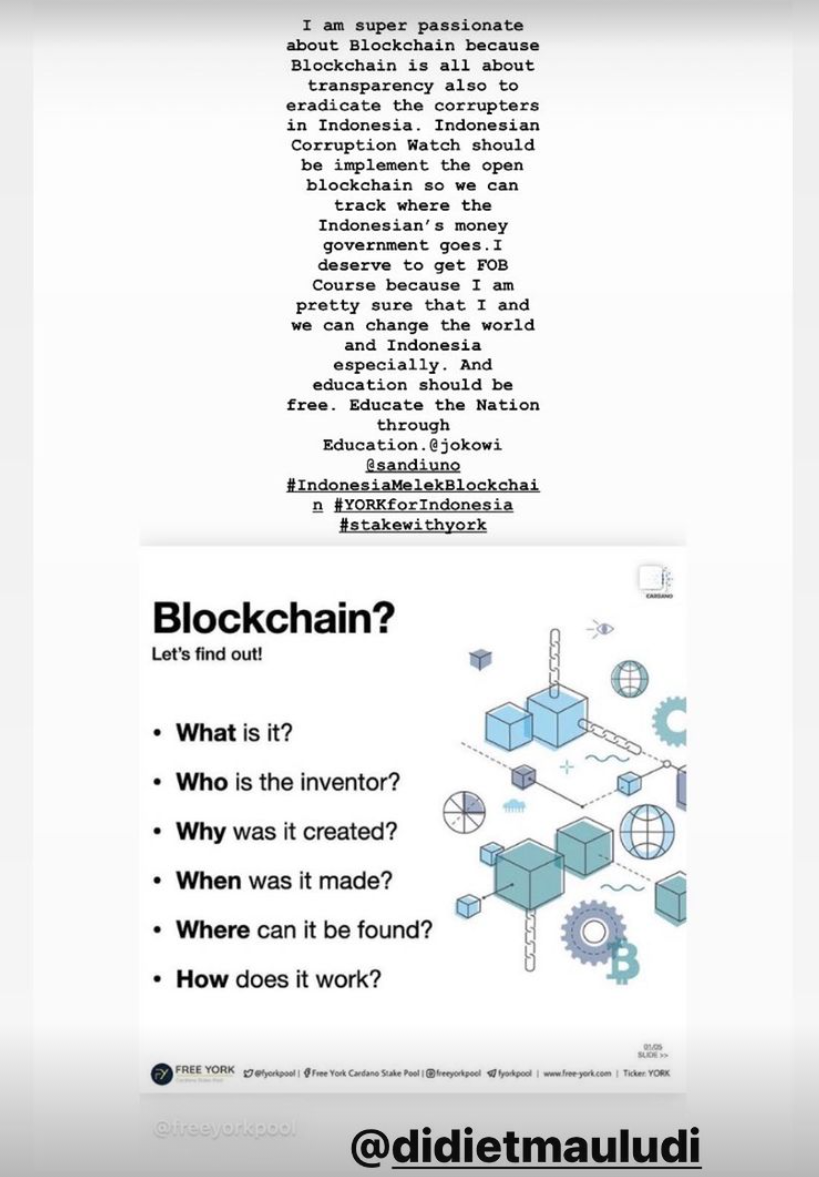 I am super passionate
about Blockchain because
Blockchain is all about
transparency also to
eradicate the corrupters
in Indonesia. Indonesian
Corruption Watch should
be implement the open
blockchain so we can
track where the
Indonesian's money
government goes.I
deserve to get FOB
Course because I am
pretty sure that I and
we can change the world
and Indonesia
especially. And
education should be
free. Educate the Nation
through
Education.@jokowi
@sandiuno
#IndonesiaMelekBlockchai
n #YORKforIndonesia
#stakewithyork
CARDANO
Blockchain?
Let's find out!
• What is it?
• Who is the inventor?
• Why was it created?
• When was it made?
• Where can it be found?
• How does it work?
01/05
SLIDE >>
FY FREE YORK
Cardano Stake Pool
@fyorkpool | Free York Cardano Stake Pool | @freeyorkpool fyorkpool | www.free-york.com | Ticker: YORK
@freeyorkpool
@didietmauludi